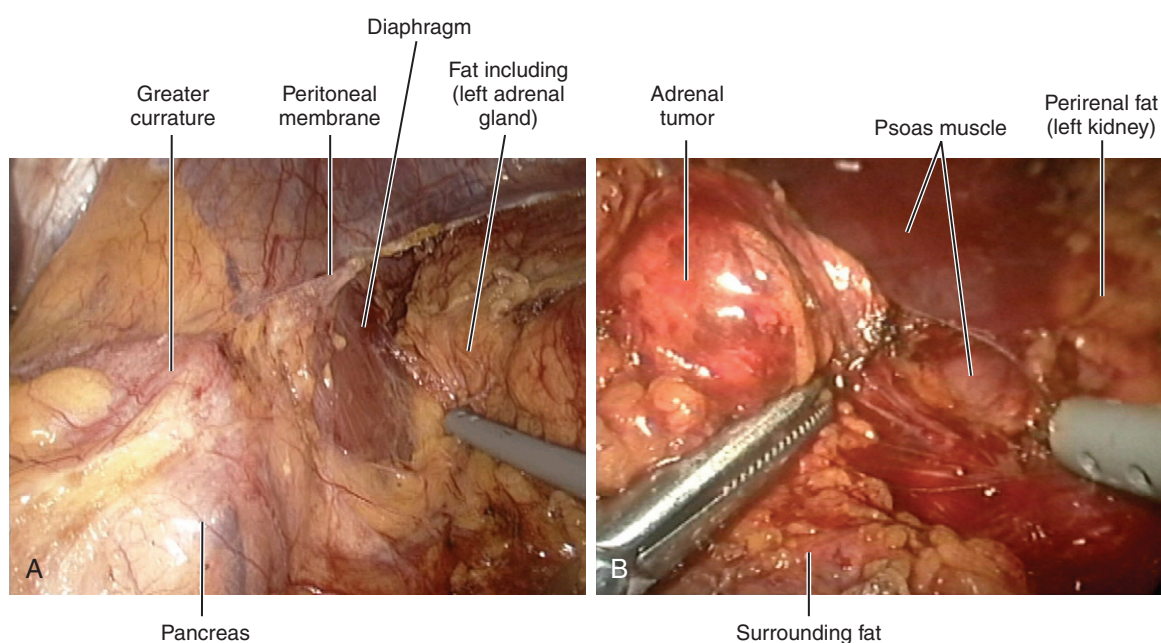 Diaphragm
Greater
currature
Peritoneal
membrane
Fat including
(left adrenal
gland)
Adrenal
tumor
Psoas muscle
Perirenal fat
(left kidney)
A
B
Pancreas
Surrounding fat